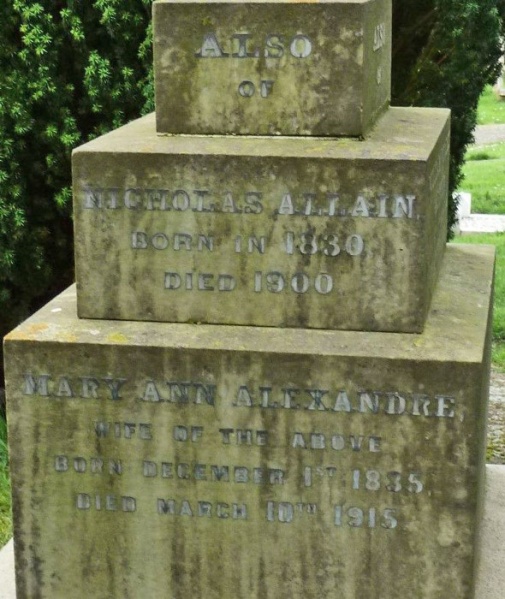 ALSO
OF
NICHOLAS ALLAIN
BORN IN 1830
DIED 1900
MARY ANN ALEXANDRE
WIFE OF THE ABOVE
BORN DECEMBER 1ST 1835
DIED MARCH 10TH 1915